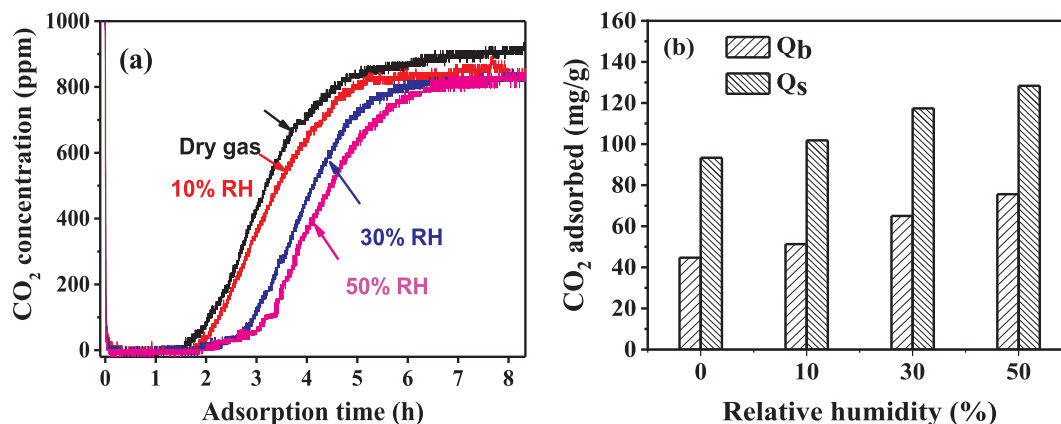 (a)
CO2 concentration (ppm)
1000
800
600
400
200
0
Dry gas
10% RH
30% RH
50% RH
0 1 2 3 4 5 6 7 8
Adsorption time (h)
(b)
Qb
Qs
CO2 adsorbed (mg/g)
160
140
120
100
80
60
40
20
0
0 10 30 50
Relative humidity (%)